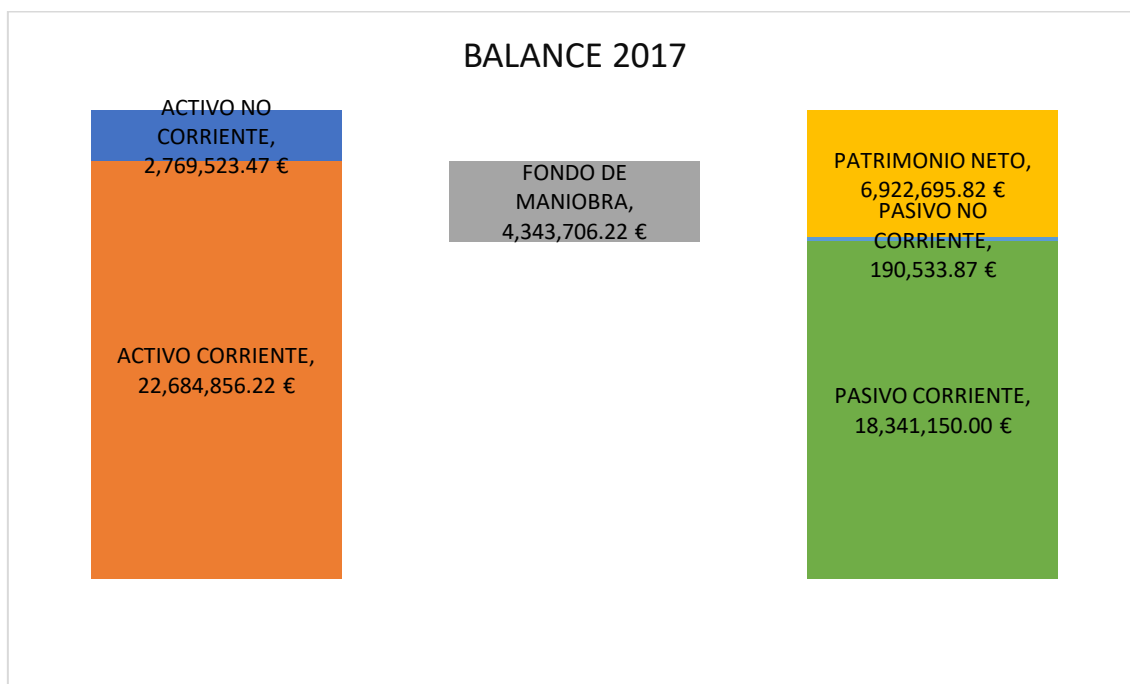 BALANCE 2017
ACTIVO NO
CORRIENTE,
2,769,523.47 €
ACTIVO CORRIENTE,
22,684,856.22 €
FONDO DE
MANIOBRA,
4,343,706.22 €
PATRIMONIO NETO,
6,922,695.82 €
PASIVO NO
CORRIENTE,
190,533.87 €
PASIVO CORRIENTE,
18,341,150.00 €